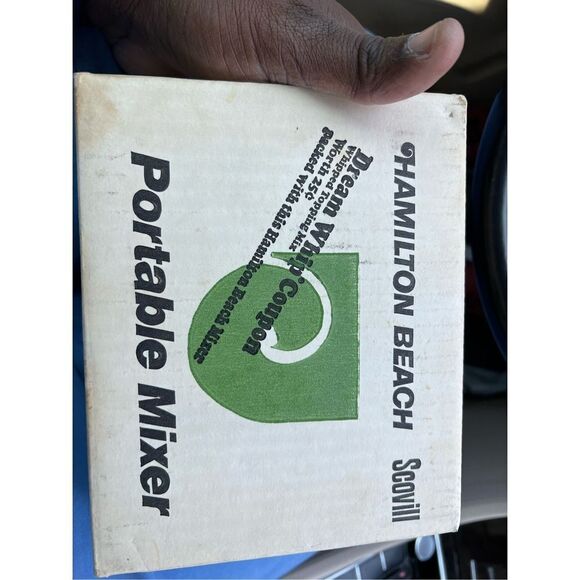 HAMILTON BEACH Scovill
Dream Whip® Coupon
Whipped Topping Mix
Worth 25¢
packed with this Hamilton Beach Mixer
Portable Mixer